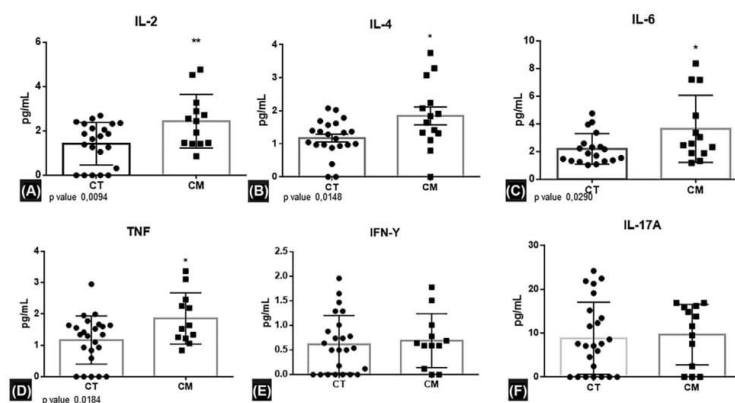 IL-2
**
pg/mL
6
4
2
0
CT
CM
(A)
p value 0,0094
IL-4
*
pg/mL
4
3
2
1
0
CT
CM
(B)
p value 0,0148
IL-6
*
pg/mL
10
8
6
4
2
0
CT
CM
(C)
p value 0,0290
TNF
*
pg/mL
4
3
2
1
0
CT
CM
(D)
p value 0,0184
IFN-Y
pg/mL
2.5
2.0
1.5
1.0
0.5
0.0
CT
CM
(E)
IL-17A
pg/mL
30
20
10
0
CT
CM
(F)